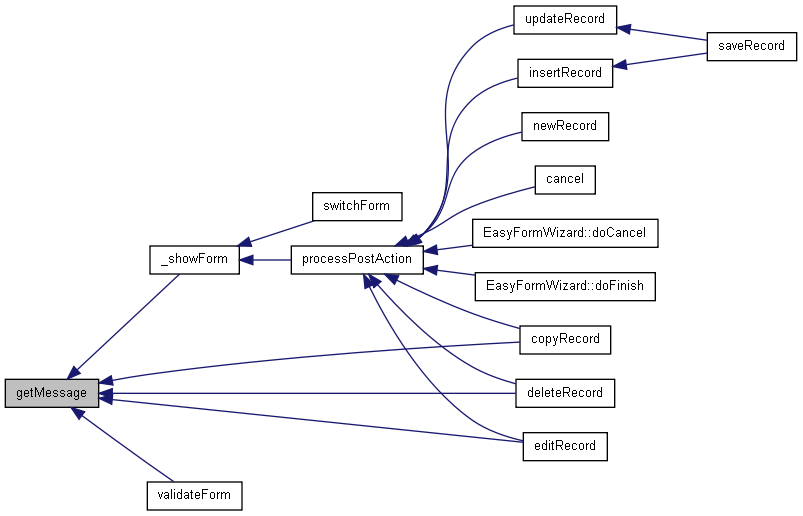 updateRecord
saveRecord
insertRecord
newRecord
cancel
switchForm
EasyFormWizard::doCancel
_showForm
processPostAction
EasyFormWizard::doFinish
copyRecord
getMessage
deleteRecord
editRecord
validateForm